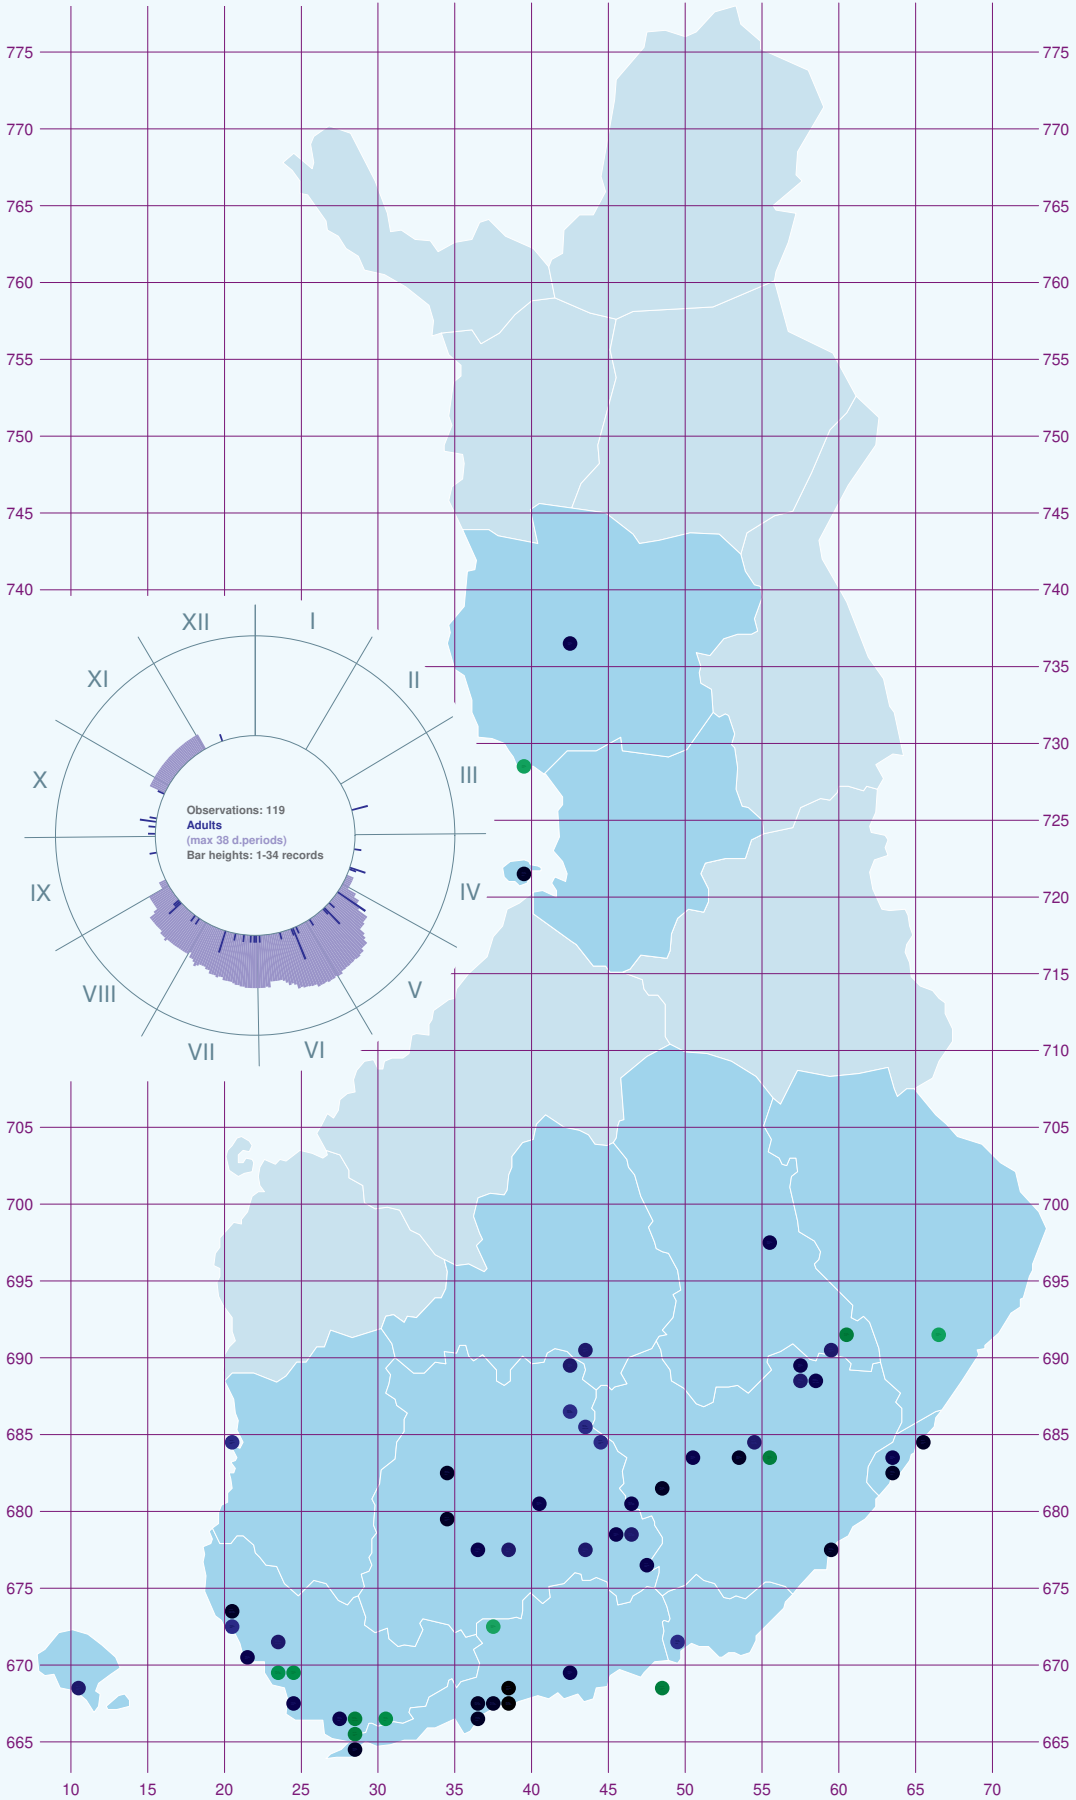 775 775
770 770
765 765
760 760
755 755
750 750
745 745
740 740
XII I
XI II
735
730
X III
725
Observations: 119
Adults
(max 38 d.periods)
Bar heights: 1-34 records
IX IV
720
VIII V
715
VII VI
710
705 705
700 700
695 695
690 690
685 685
680 680
675 675
670 670
665 665
10 15 20 25 30 35 40 45 50 55 60 65 70